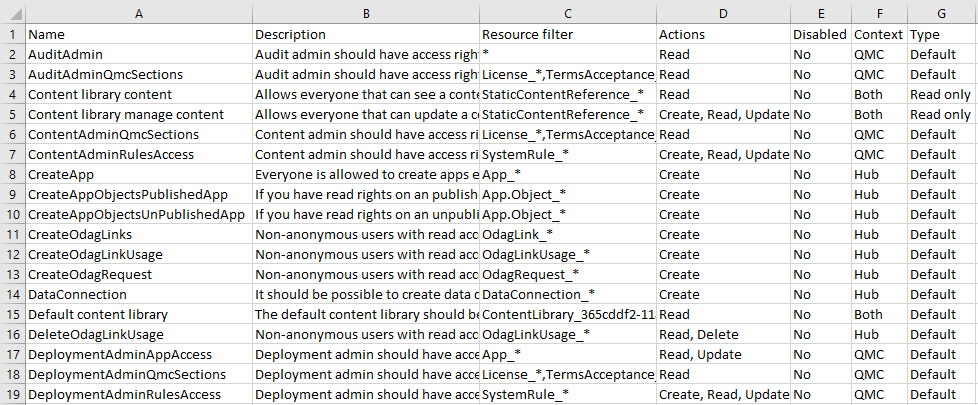 A B C D E F G
1 Name Description Resource filter Actions Disabled Context Type
2 AuditAdmin Audit admin should have access righ * Read No QMC Default
3 AuditAdminQmcSections Audit admin should have access righ License_*,TermsAcceptance_ Read No QMC Default
4 Content library content Allows everyone that can see a conte StaticContentReference_* Read No Both Read only
5 Content library manage content Allows everyone that can update a co StaticContentReference_* Create, Read, Update No Both Read only
6 ContentAdminQmcSections Content admin should have access ri License_*,TermsAcceptance_ Read No QMC Default
7 ContentAdminRulesAccess Content admin should have access ri SystemRule_* Create, Read, Update No QMC Default
8 CreateApp Everyone is allowed to create apps e App_* Create No Hub Default
9 CreateAppObjectsPublishedApp If you have read rights on an publish App.Object_* Create No Hub Default
10 CreateAppObjectsUnPublishedApp If you have read rights on an unpubli App.Object_* Create No Hub Default
11 CreateOdagLinks Non-anonymous users with read acc OdagLink_* Create No Hub Default
12 CreateOdagLinkUsage Non-anonymous users with read acc OdagLinkUsage_* Create No Hub Default
13 CreateOdagRequest Non-anonymous users with read acc OdagRequest_* Create No Hub Default
14 DataConnection It should be possible to create data c DataConnection_* Create No Hub Default
15 Default content library The default content library should be ContentLibrary_365cddf2-11 Read No Both Default
16 DeleteOdagLinkUsage Non-anonymous users with read acc OdagLinkUsage_* Read, Delete No Hub Default
17 DeploymentAdminAppAccess Deployment admin should have acce App_* Read, Update No QMC Default
18 DeploymentAdminQmcSections Deployment admin should have acce License_*,TermsAcceptance_ Read No QMC Default
19 DeploymentAdminRulesAccess Deployment admin should have acce SystemRule_* Create, Read, Update No QMC Default